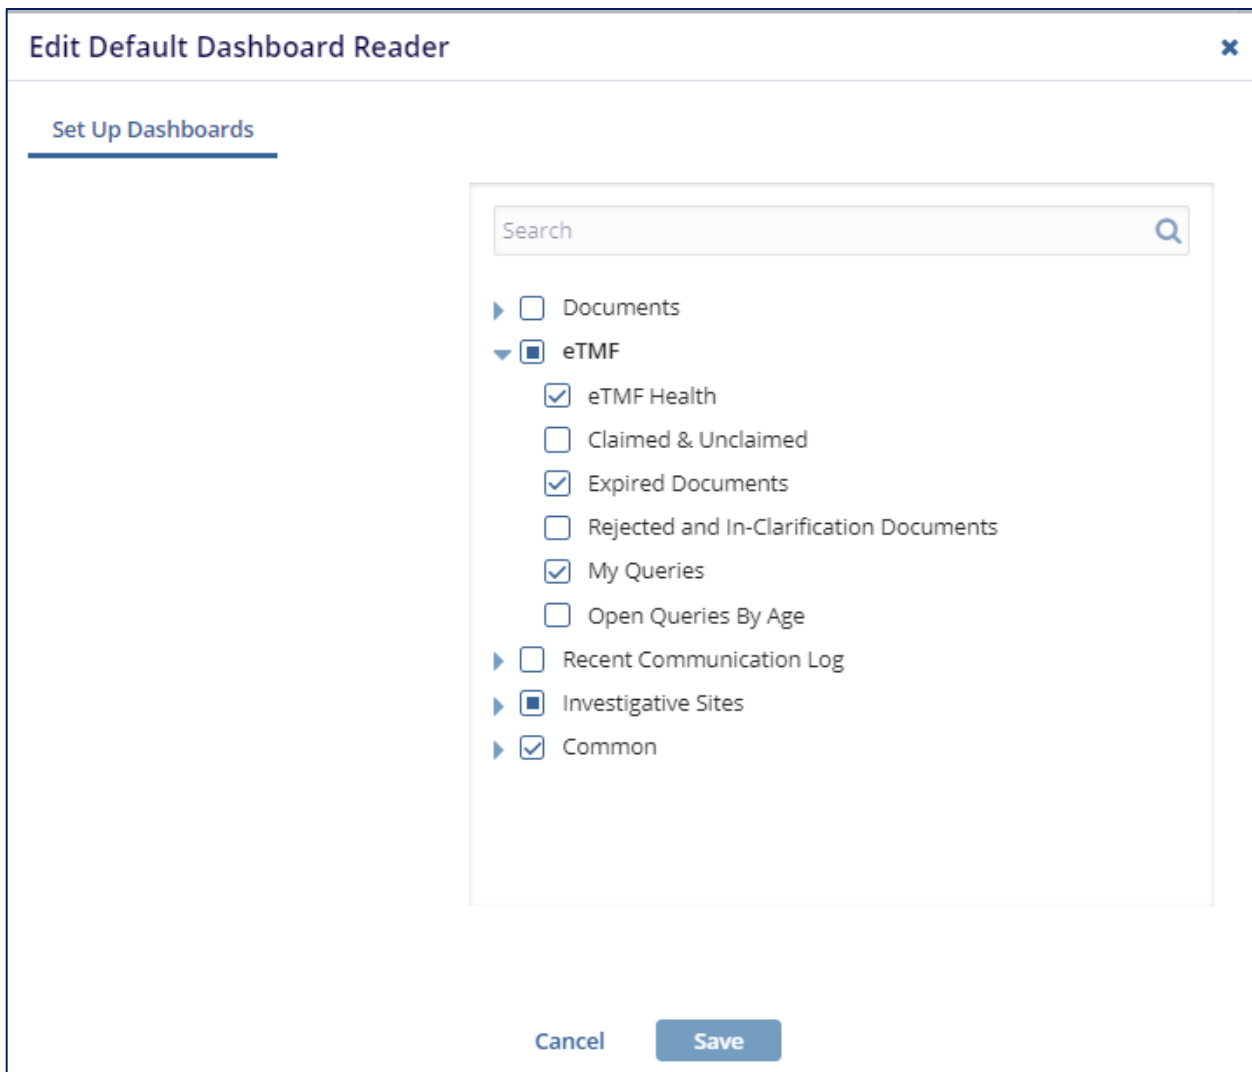 Edit Default Dashboard Reader
Set Up Dashboards
Search
Documents
eTMF
eTMF Health
Claimed & Unclaimed
Expired Documents
Rejected and In-Clarification Documents
My Queries
Open Queries By Age
Recent Communication Log
Investigative Sites
Common
Cancel Save